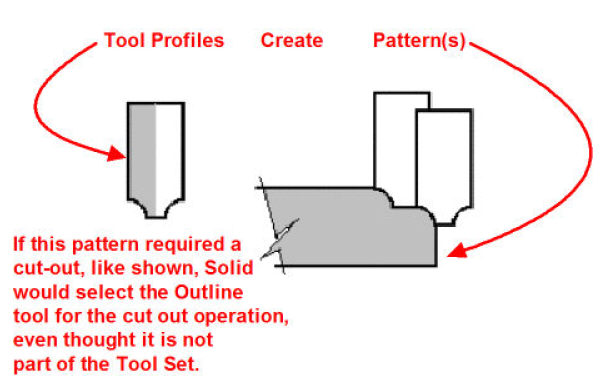 Tool Profiles Create Pattern(s)
If this pattern required a
cut-out, like shown, Solid
would select the Outline
tool for the cut out operation,
even thought it is not
part of the Tool Set.